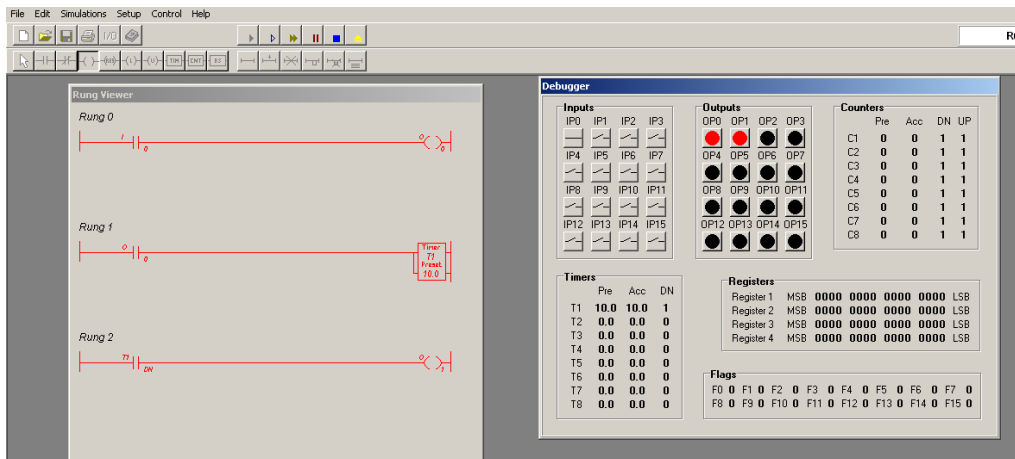 File Edit Simulations Setup Control Help
I/O
(RS) (L) (U) TIM CNT BS
Rung Viewer
Rung 0
I 0 O 0
Rung 1
O 0 Timer T1 Preset 10.0
Rung 2
T1 DN O 1
Debugger
Inputs
IP0 IP1 IP2 IP3
IP4 IP5 IP6 IP7
IP8 IP9 IP10 IP11
IP12 IP13 IP14 IP15
Outputs
OP0 OP1 OP2 OP3
OP4 OP5 OP6 OP7
OP8 OP9 OP10 OP11
OP12 OP13 OP14 OP15
Counters
Pre Acc DN UP
C1 0 0 1 1
C2 0 0 1 1
C3 0 0 1 1
C4 0 0 1 1
C5 0 0 1 1
C6 0 0 1 1
C7 0 0 1 1
C8 0 0 1 1
Timers
Pre Acc DN
T1 10.0 10.0 1
T2 0.0 0.0 0
T3 0.0 0.0 0
T4 0.0 0.0 0
T5 0.0 0.0 0
T6 0.0 0.0 0
T7 0.0 0.0 0
T8 0.0 0.0 0
Registers
Register 1 MSB 0000 0000 0000 0000 LSB
Register 2 MSB 0000 0000 0000 0000 LSB
Register 3 MSB 0000 0000 0000 0000 LSB
Register 4 MSB 0000 0000 0000 0000 LSB
Flags
F0 0 F1 0 F2 0 F3 0 F4 0 F5 0 F6 0 F7 0
F8 0 F9 0 F10 0 F11 0 F12 0 F13 0 F14 0 F15 0